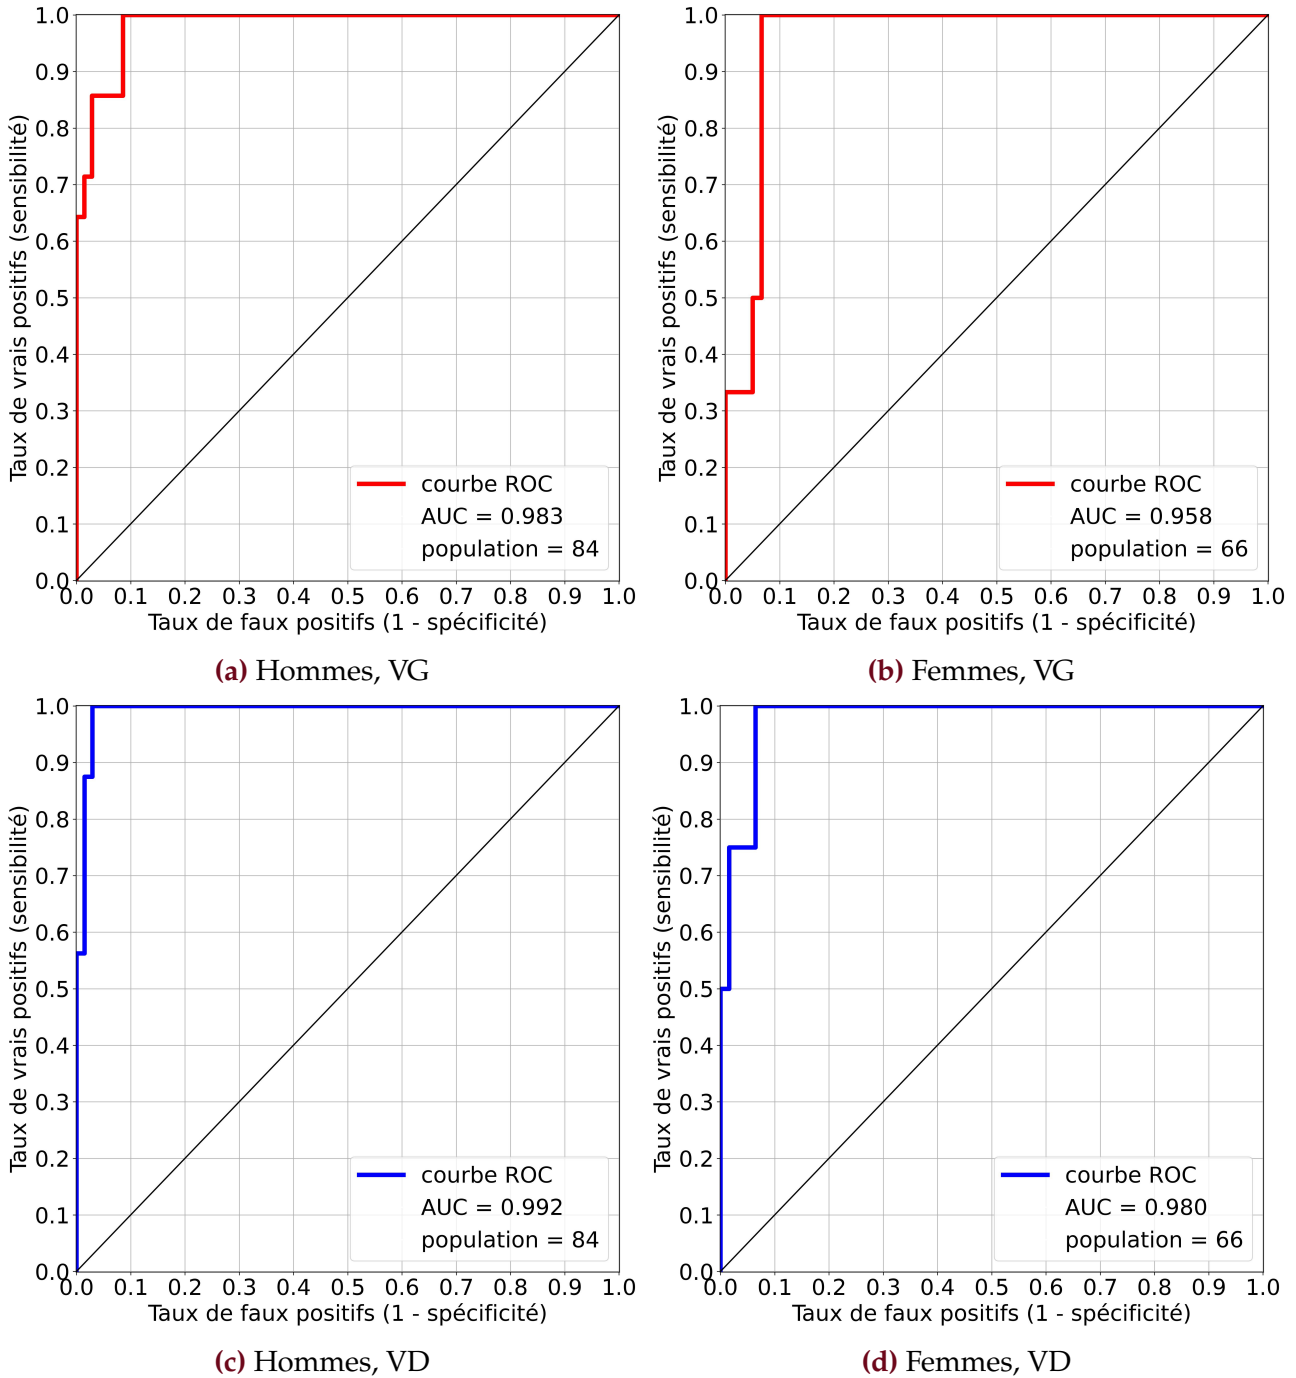 Taux de vrais positifs (sensibilité)
1.0
0.9
0.8
0.7
0.6
0.5
0.4
0.3
0.2
0.1
0.0
courbe ROC
AUC = 0.983
population = 84
0.0 0.1 0.2 0.3 0.4 0.5 0.6 0.7 0.8 0.9 1.0
Taux de faux positifs (1 - spécificité)
(a) Hommes, VG
Taux de vrais positifs (sensibilité)
1.0
0.9
0.8
0.7
0.6
0.5
0.4
0.3
0.2
0.1
0.0
courbe ROC
AUC = 0.958
population = 66
0.0 0.1 0.2 0.3 0.4 0.5 0.6 0.7 0.8 0.9 1.0
Taux de faux positifs (1 - spécificité)
(b) Femmes, VG
Taux de vrais positifs (sensibilité)
1.0
0.9
0.8
0.7
0.6
0.5
0.4
0.3
0.2
0.1
0.0
courbe ROC
AUC = 0.992
population = 84
0.0 0.1 0.2 0.3 0.4 0.5 0.6 0.7 0.8 0.9 1.0
Taux de faux positifs (1 - spécificité)
(c) Hommes, VD
Taux de vrais positifs (sensibilité)
1.0
0.9
0.8
0.7
0.6
0.5
0.4
0.3
0.2
0.1
0.0
courbe ROC
AUC = 0.980
population = 66
0.0 0.1 0.2 0.3 0.4 0.5 0.6 0.7 0.8 0.9 1.0
Taux de faux positifs (1 - spécificité)
(d) Femmes, VD